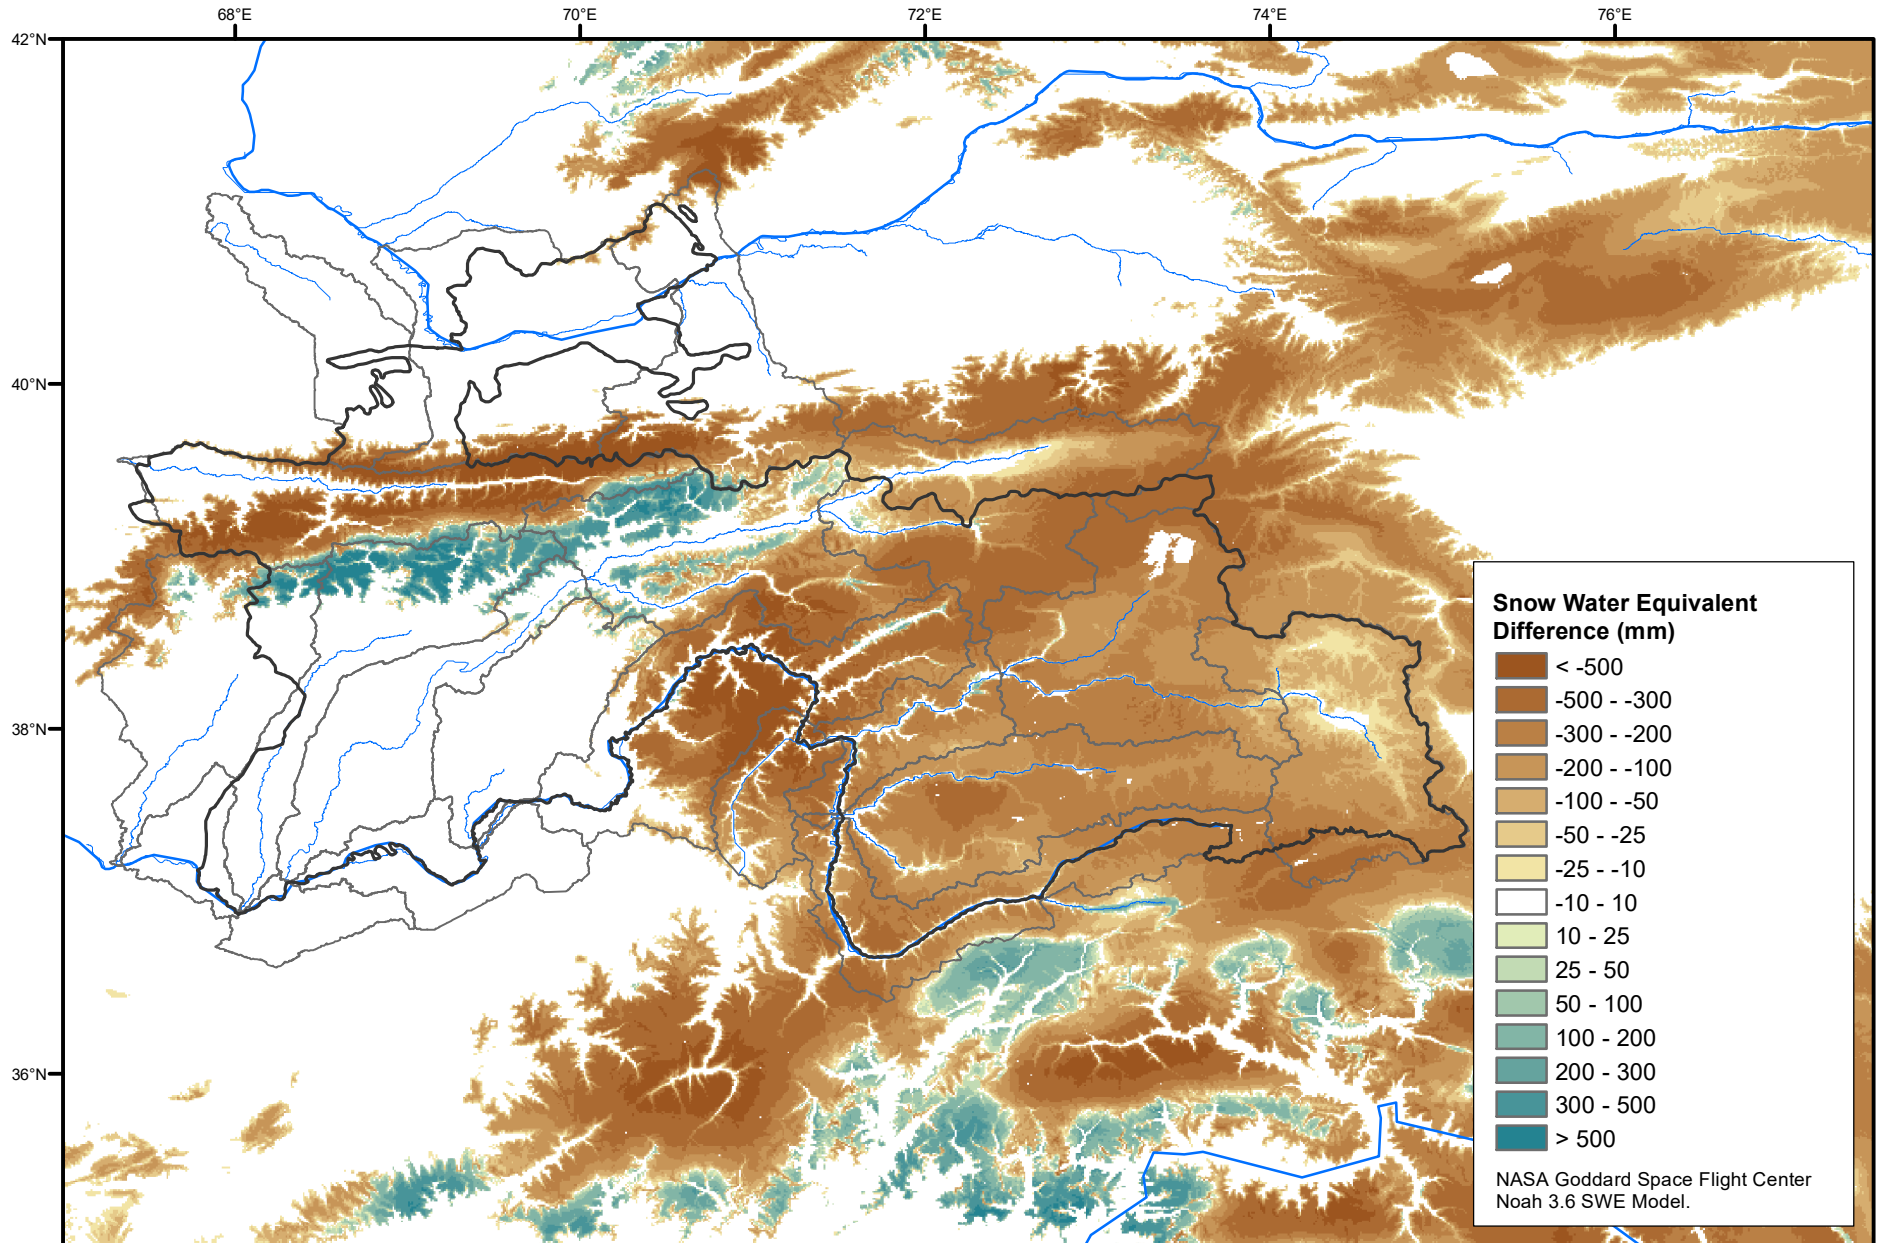 68°E 70°E 72°E 74°E 76°E
42°N
40°N
38°N
36°N
Snow Water Equivalent
Difference (mm)
< -500
-500 - -300
-300 - -200
-200 - -100
-100 - -50
-50 - -25
-25 - -10
-10 - 10
10 - 25
25 - 50
50 - 100
100 - 200
200 - 300
300 - 500
> 500
NASA Goddard Space Flight Center
Noah 3.6 SWE Model.